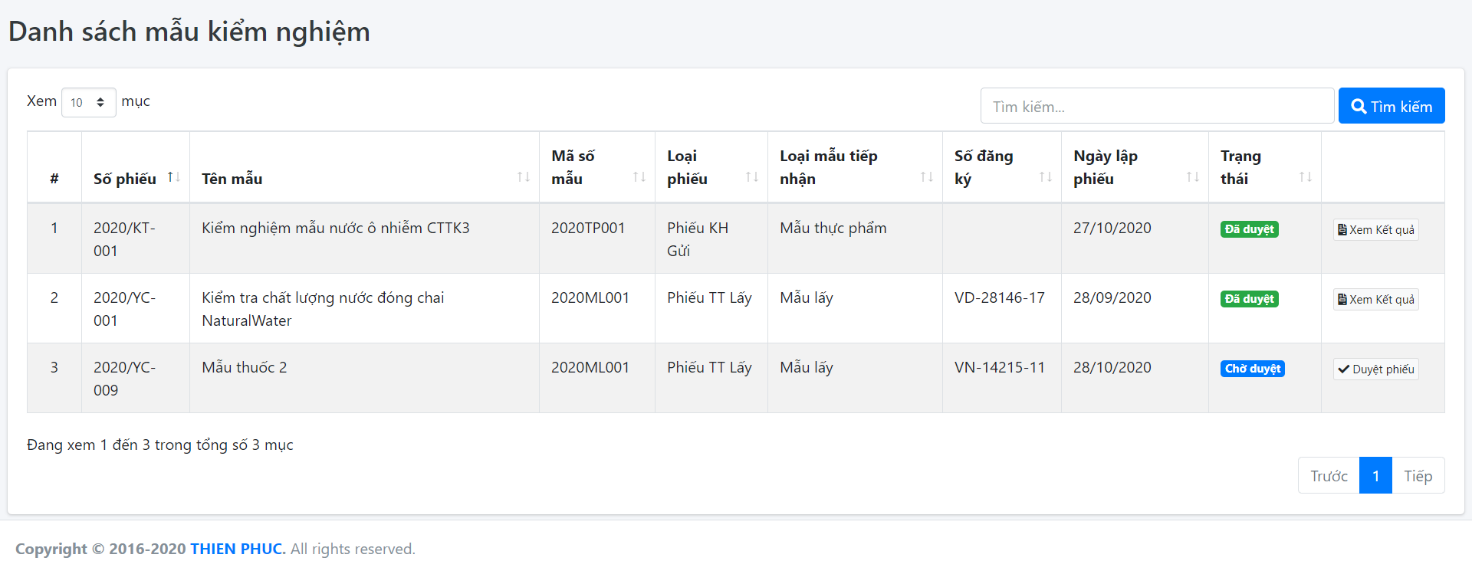 Danh sách mẫu kiểm nghiệm
Xem 10 mục
Tìm kiếm...
Tìm kiếm
# Số phiếu Tên mẫu Mã số mẫu Loại phiếu Loại mẫu tiếp nhận Số đăng ký Ngày lập phiếu Trạng thái
1 2020/KT-001 Kiểm nghiệm mẫu nước ô nhiễm CTTK3 2020TP001 Phiếu KH Gửi Mẫu thực phẩm 27/10/2020 Đã duyệt Xem Kết quả
2 2020/YC-001 Kiểm tra chất lượng nước đóng chai NaturalWater 2020ML001 Phiếu TT Lấy Mẫu lấy VD-28146-17 28/09/2020 Đã duyệt Xem Kết quả
3 2020/YC-009 Mẫu thuốc 2 2020ML001 Phiếu TT Lấy Mẫu lấy VN-14215-11 28/10/2020 Chờ duyệt Duyệt phiếu
Đang xem 1 đến 3 trong tổng số 3 mục
Trước 1 Tiếp
Copyright © 2016-2020 THIEN PHUC. All rights reserved.